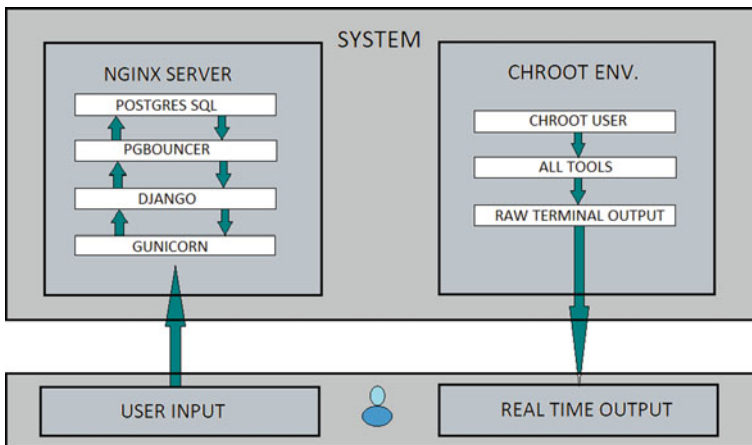 SYSTEM
NGINX SERVER
POSTGRES SQL
PGBOUNCER
DJANGO
GUNICORN
CHROOT ENV.
CHROOT USER
ALL TOOLS
RAW TERMINAL OUTPUT
USER INPUT
REAL TIME OUTPUT